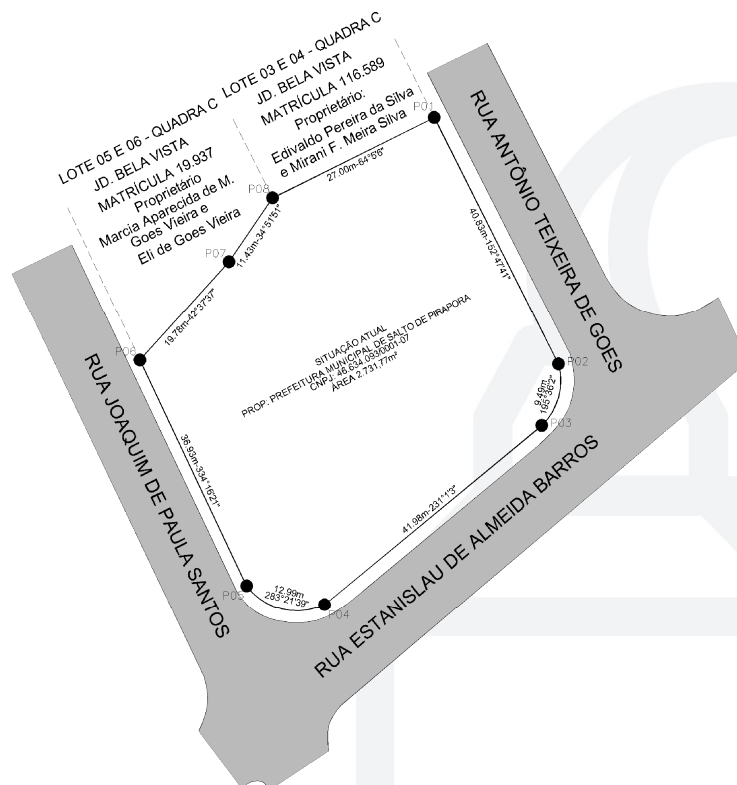 LOTE 05 E 06 - QUADRA C
JD. BELA VISTA
MATRÍCULA 19.937
Proprietário
Marcia Aparecida de M.
Goes Vieira e
Eli de Goes Vieira
LOTE 03 E 04 - QUADRA C
JD. BELA VISTA
MATRÍCULA 116.589
Proprietário:
Edivaldo Pereira da Silva
e Mirani F. Meira Silva
P01
27.00m-64°5'6"
P08
11.43m-34°51'51"
P07
19.78m-42°37'37"
P06
RUA ANTÔNIO TEIXEIRA DE GOES
40.83m-152°47'41"
P02
9.49m
195°36'2"
P03
SITUAÇÃO ATUAL
PROP. PREFEITURA MUNICIPAL DE SALTO DE PIRAPORA
CNPJ: 46.634.093/0001-07
ÁREA 2.731,77m²
RUA JOAQUIM DE PAULA SANTOS
36.93m-334°16'21"
41.98m-231°1'3"
RUA ESTANISLAU DE ALMEIDA BARROS
P05
12.99m
283°21'39"
P04